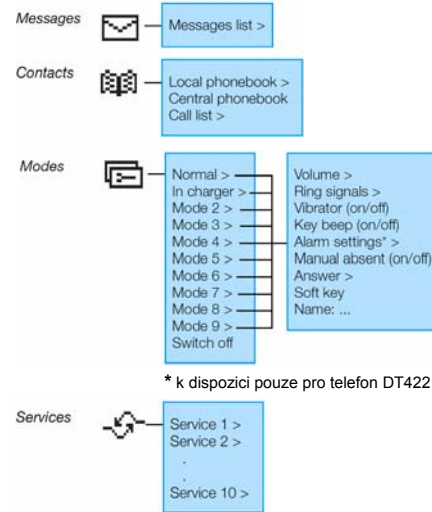 Messages
Messages list >
Contacts
Local phonebook >
Central phonebook
Call list >
Modes
Normal >
In charger >
Mode 2 >
Mode 3 >
Mode 4 >
Mode 5 >
Mode 6 >
Mode 7 >
Mode 8 >
Mode 9 >
Switch off
Volume >
Ring signals >
Vibrator (on/off)
Key beep (on/off)
Alarm settings* >
Manual absent (on/off)
Answer >
Soft key
Name: ...
* k dispozici pouze pro telefon DT422
Services
Service 1 >
Service 2 >
.
.
Service 10 >